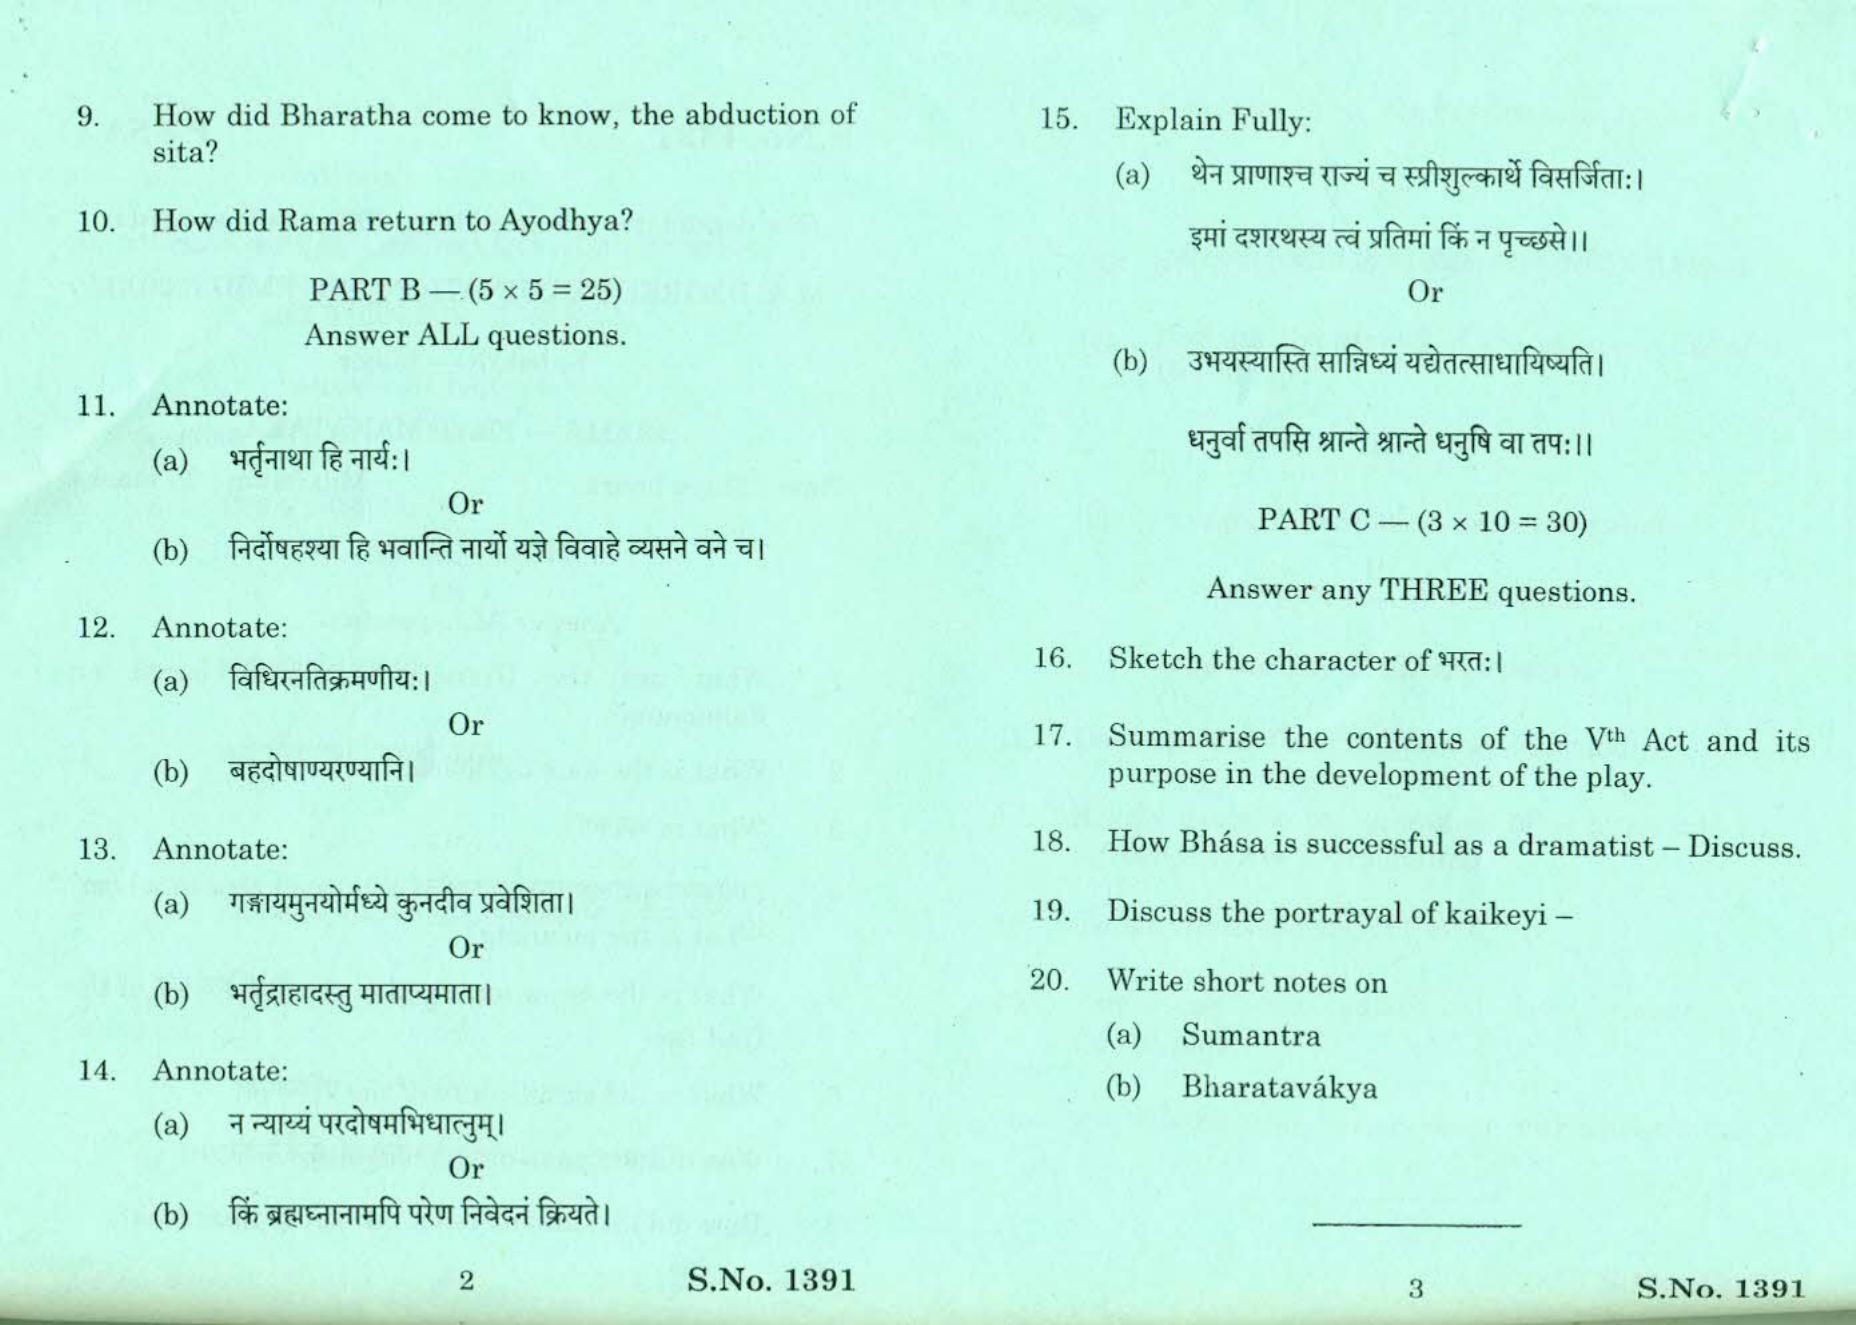 9. How did Bharatha come to know, the abduction of
sita?
10. How did Rama return to Ayodhya?
PART B — (5 × 5 = 25)
Answer ALL questions.
11. Annotate:
(a) भर्तृनाथा हि नार्य:।
Or
(b) निर्दोषहश्या हि भवान्ति नार्यो यज्ञे विवाहे व्यसने वने च।
12. Annotate:
(a) विधिरनतिक्रमणीय:।
Or
(b) बहदोषाण्यरण्यानि।
13. Annotate:
(a) गङ्गायमुनयोर्मध्ये कुनदीव प्रवेशिता।
Or
(b) भर्तृद्राहादस्तु माताप्यमाता।
14. Annotate:
(a) न न्याय्यं परदोषमभिधात्नुम्।
Or
(b) किं ब्रह्मघ्नानामपि परेण निवेदनं क्रियते।
2 S.No. 1391
15. Explain Fully:
(a) थेन प्राणाश्च राज्यं च स्प्रीशुल्कार्थे विसर्जिता:।
इमां दशरथस्य त्वं प्रतिमां किं न पृच्छसे।।
Or
(b) उभयस्यास्ति सान्निध्यं यद्येतत्साधायिष्यति।
धनुर्वा तपसि श्रान्ते श्रान्ते धनुषि वा तप:।।
PART C — (3 × 10 = 30)
Answer any THREE questions.
16. Sketch the character of भरत:।
17. Summarise the contents of the Vth Act and its
purpose in the development of the play.
18. How Bhása is successful as a dramatist – Discuss.
19. Discuss the portrayal of kaikeyi –
20. Write short notes on
(a) Sumantra
(b) Bharatavákya
3 S.No. 1391